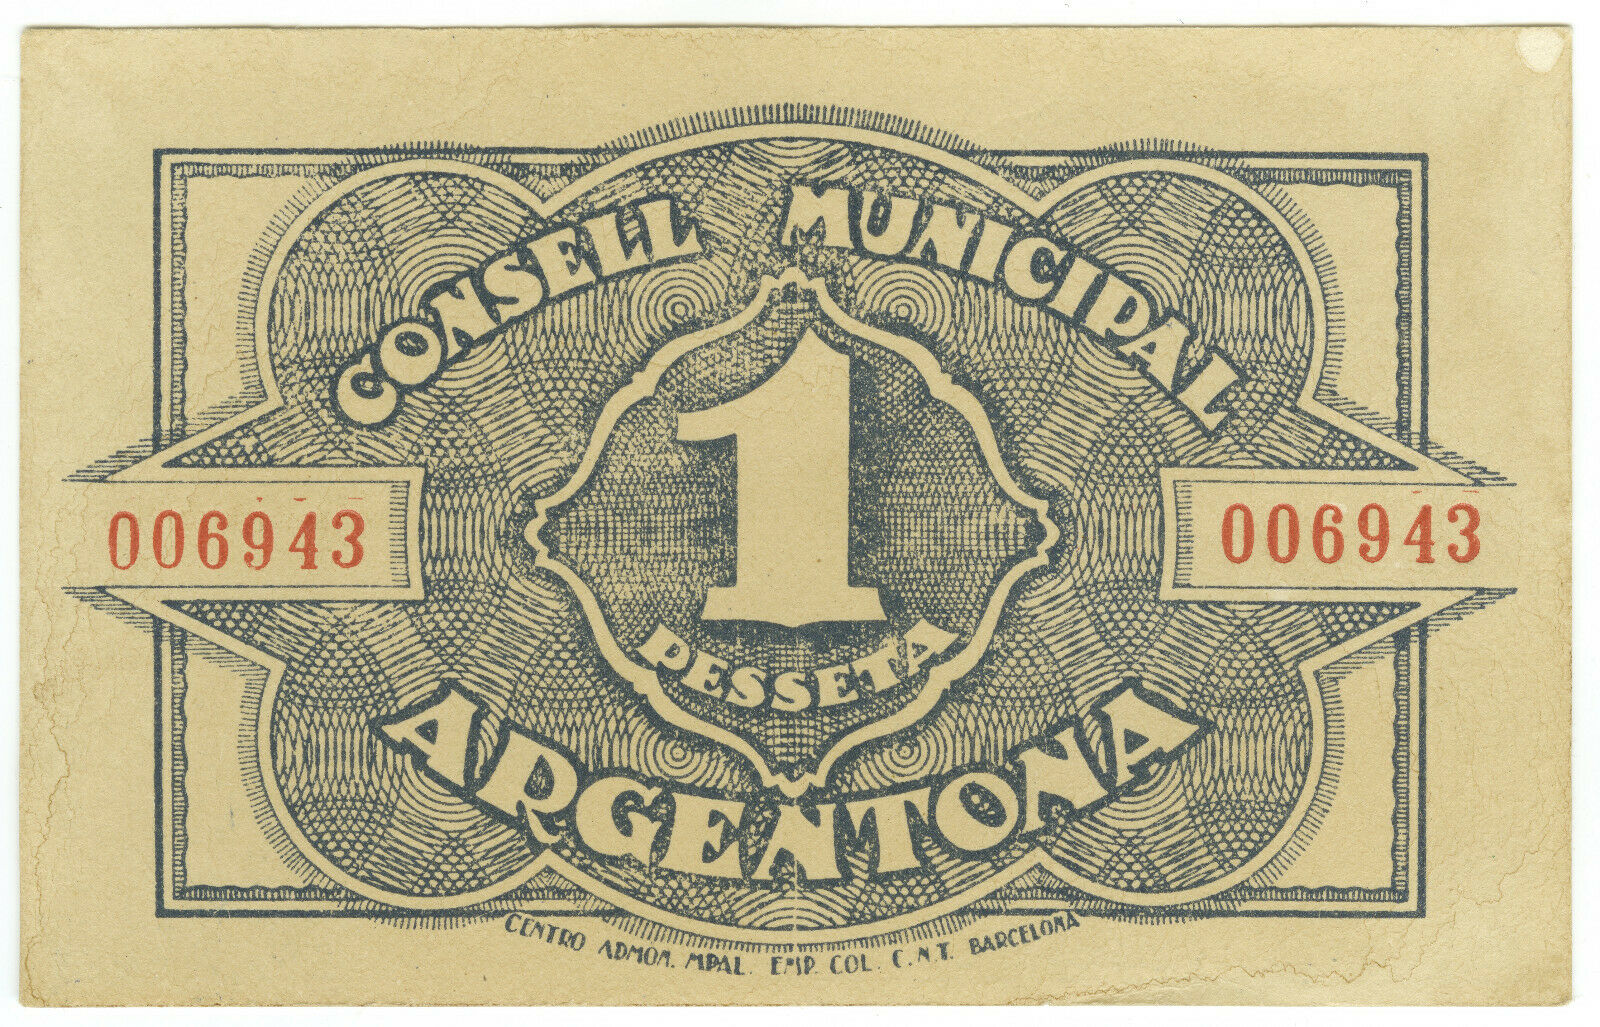 CONSELL MUNICIPAL
1
PESSETA
006943
006943
ARGENTONA
CENTRO ADMON. MPAL. EMP. COL. C.N.T. BARCELONA